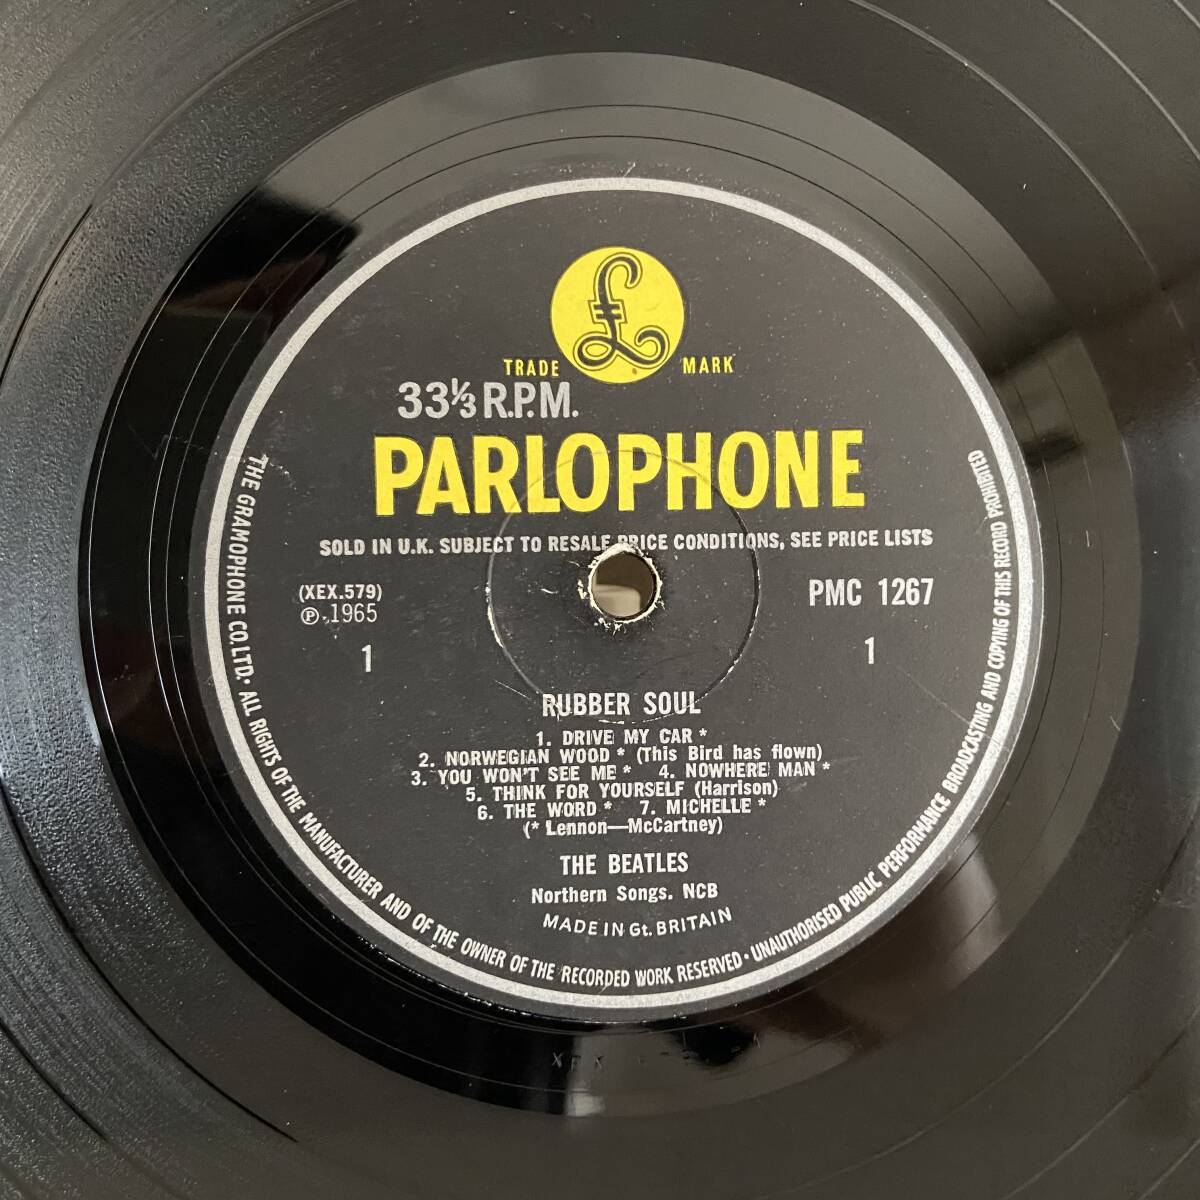 TRADE £ MARK
33⅓ R.P.M.
PARLOPHONE
SOLD IN U.K. SUBJECT TO RESALE PRICE CONDITIONS, SEE PRICE LISTS
(XEX.579)
℗.1965
1
PMC 1267
1
RUBBER SOUL
1. DRIVE MY CAR *
2. NORWEGIAN WOOD * (This Bird has flown)
3. YOU WON'T SEE ME * 4. NOWHERE MAN *
5. THINK FOR YOURSELF (Harrison)
6. THE WORD * 7. MICHELLE *
(* Lennon—McCartney)
THE BEATLES
Northern Songs. NCB
MADE IN Gt. BRITAIN
THE GRAMOPHONE CO. LTD. · ALL RIGHTS OF THE MANUFACTURER AND OF THE OWNER OF THE RECORDED WORK RESERVED · UNAUTHORISED PUBLIC PERFORMANCE BROADCASTING AND COPYING OF THIS RECORD PROHIBITED